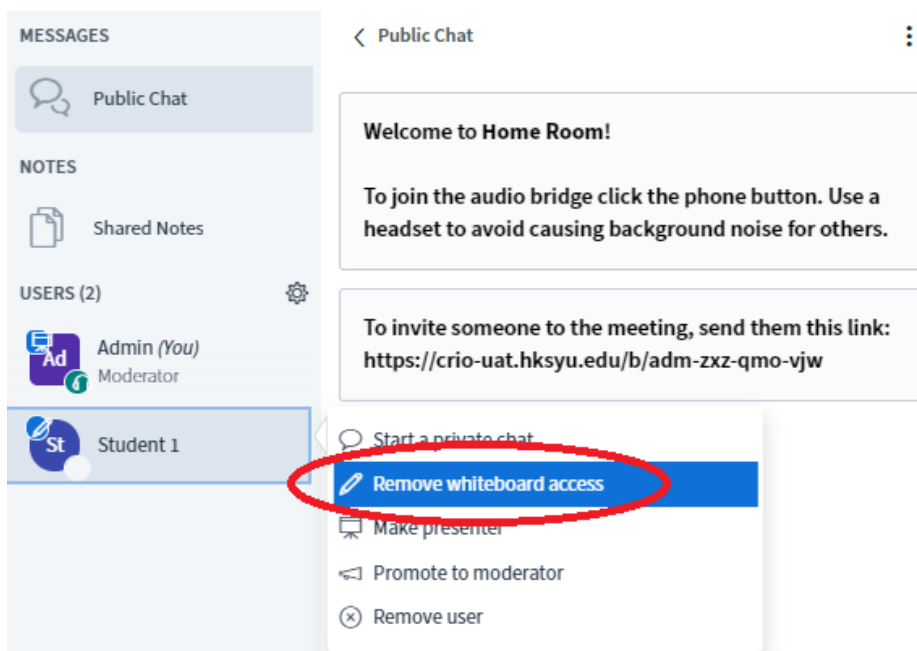 MESSAGES
Public Chat
NOTES
Shared Notes
USERS (2)
Ad
Admin (You)
Moderator
St
Student 1
Public Chat
Welcome to Home Room!
To join the audio bridge click the phone button. Use a
headset to avoid causing background noise for others.
To invite someone to the meeting, send them this link:
https://crio-uat.hksyu.edu/b/adm-zxz-qmo-vjw
Start a private chat
Remove whiteboard access
Make presenter
Promote to moderator
Remove user